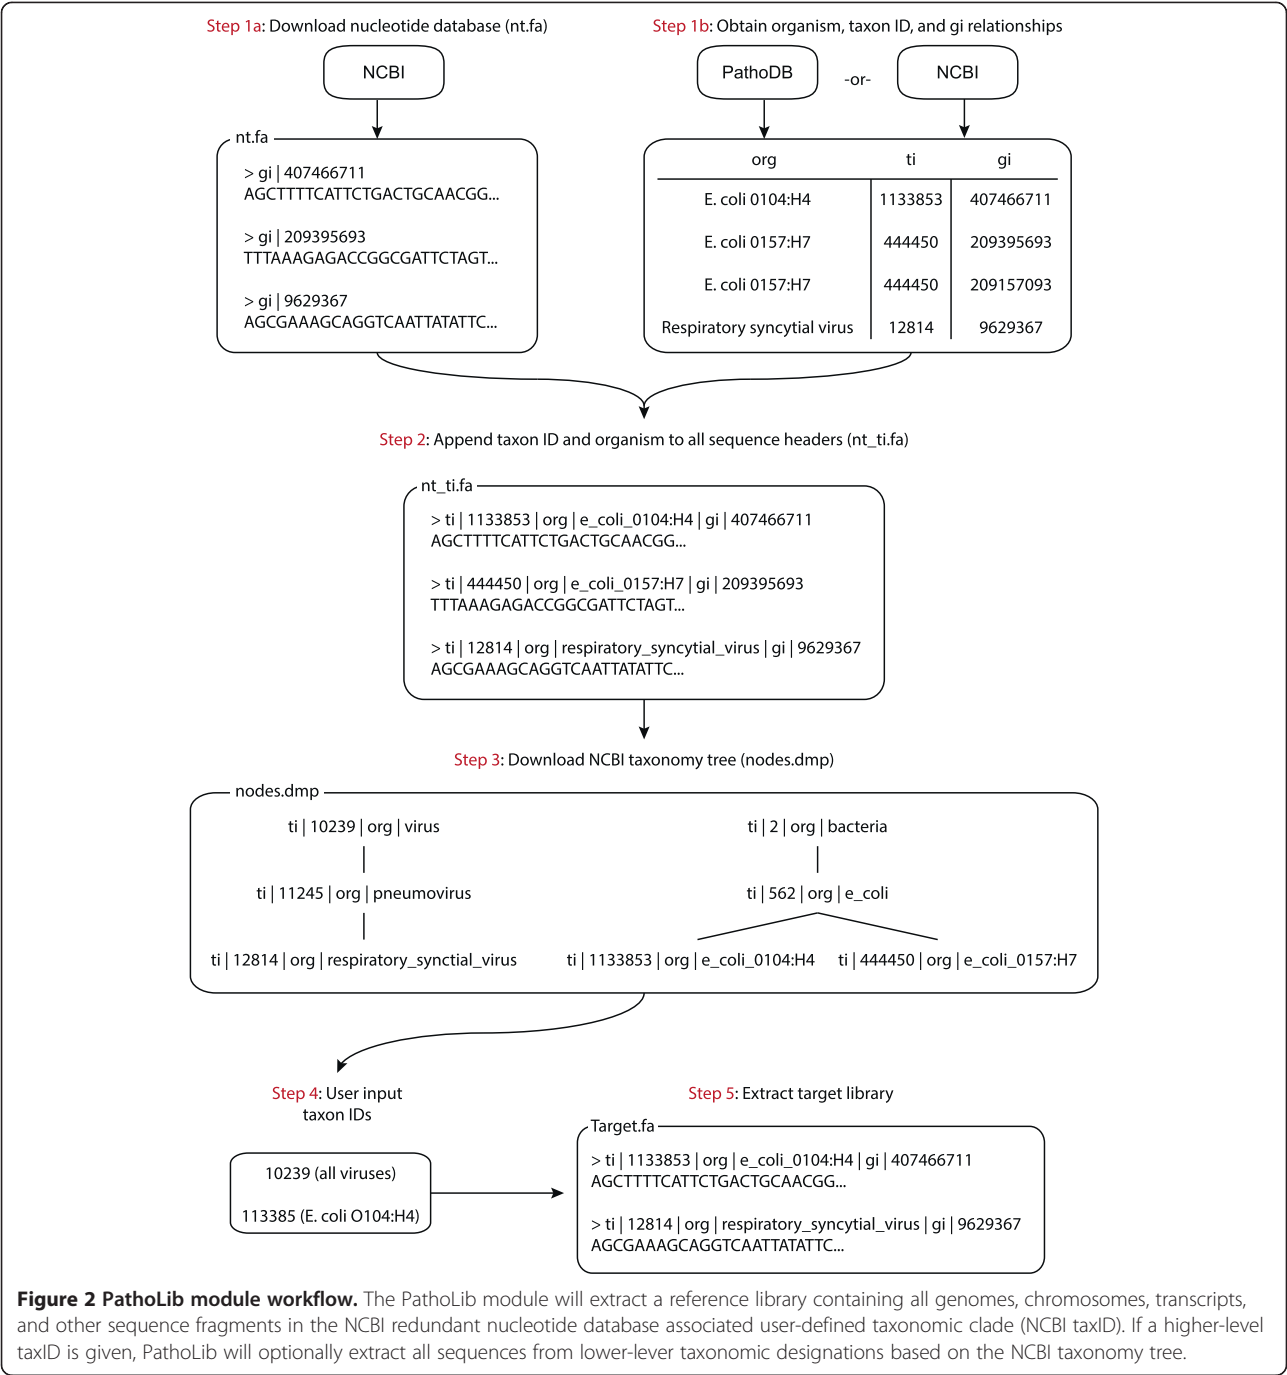 Step 1a: Download nucleotide database (nt.fa)
Step 1b: Obtain organism, taxon ID, and gi relationships
NCBI
PathoDB
-or-
NCBI
nt.fa
> gi | 407466711
AGCTTTTCATTCTGACTGCAACGG...
> gi | 209395693
TTTAAAGAGACCGGCGATTCTAGT...
> gi | 9629367
AGCGAAAGCAGGTCAATTATATTC...
org ti gi
E. coli 0104:H4 1133853 407466711
E. coli 0157:H7 444450 209395693
E. coli 0157:H7 444450 209157093
Respiratory syncytial virus 12814 9629367
Step 2: Append taxon ID and organism to all sequence headers (nt_ti.fa)
nt_ti.fa
> ti | 1133853 | org | e_coli_0104:H4 | gi | 407466711
AGCTTTTCATTCTGACTGCAACGG...
> ti | 444450 | org | e_coli_0157:H7 | gi | 209395693
TTTAAAGAGACCGGCGATTCTAGT...
> ti | 12814 | org | respiratory_syncytial_virus | gi | 9629367
AGCGAAAGCAGGTCAATTATATTC...
Step 3: Download NCBI taxonomy tree (nodes.dmp)
nodes.dmp
ti | 10239 | org | virus
ti | 2 | org | bacteria
ti | 11245 | org | pneumovirus
ti | 562 | org | e_coli
ti | 12814 | org | respiratory_synctial_virus
ti | 1133853 | org | e_coli_0104:H4
ti | 444450 | org | e_coli_0157:H7
Step 4: User input
taxon IDs
10239 (all viruses)
113385 (E. coli O104:H4)
Step 5: Extract target library
Target.fa
> ti | 1133853 | org | e_coli_0104:H4 | gi | 407466711
AGCTTTTCATTCTGACTGCAACGG...
> ti | 12814 | org | respiratory_syncytial_virus | gi | 9629367
AGCGAAAGCAGGTCAATTATATTC...
Figure 2 PathoLib module workflow. The PathoLib module will extract a reference library containing all genomes, chromosomes, transcripts,
and other sequence fragments in the NCBI redundant nucleotide database associated user-defined taxonomic clade (NCBI taxID). If a higher-level
taxID is given, PathoLib will optionally extract all sequences from lower-lever taxonomic designations based on the NCBI taxonomy tree.